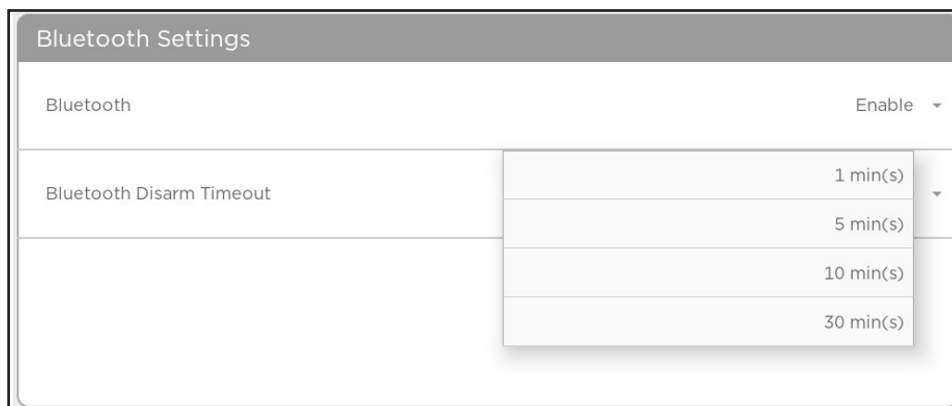 Bluetooth Settings
Bluetooth
Enable
Bluetooth Disarm Timeout
1 min(s)
5 min(s)
10 min(s)
30 min(s)